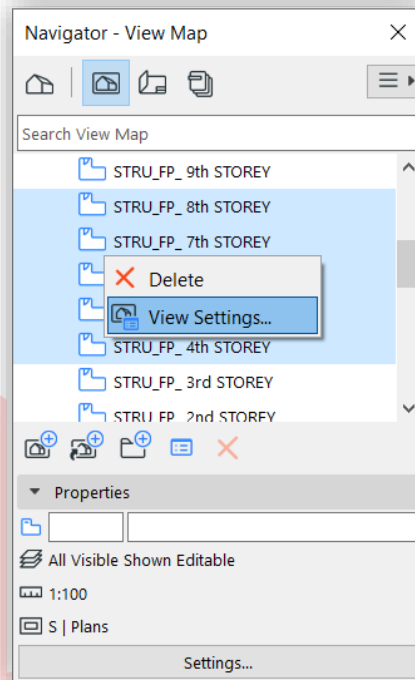 Navigator - View Map
Search View Map
STRU_FP_ 9th STOREY
STRU_FP_ 8th STOREY
STRU_FP_ 7th STOREY
Delete
View Settings...
STRU_FP_ 4th STOREY
STRU_FP_ 3rd STOREY
STRU_FP_ 2nd STOREY
Properties
All Visible Shown Editable
1:100
S | Plans
Settings...